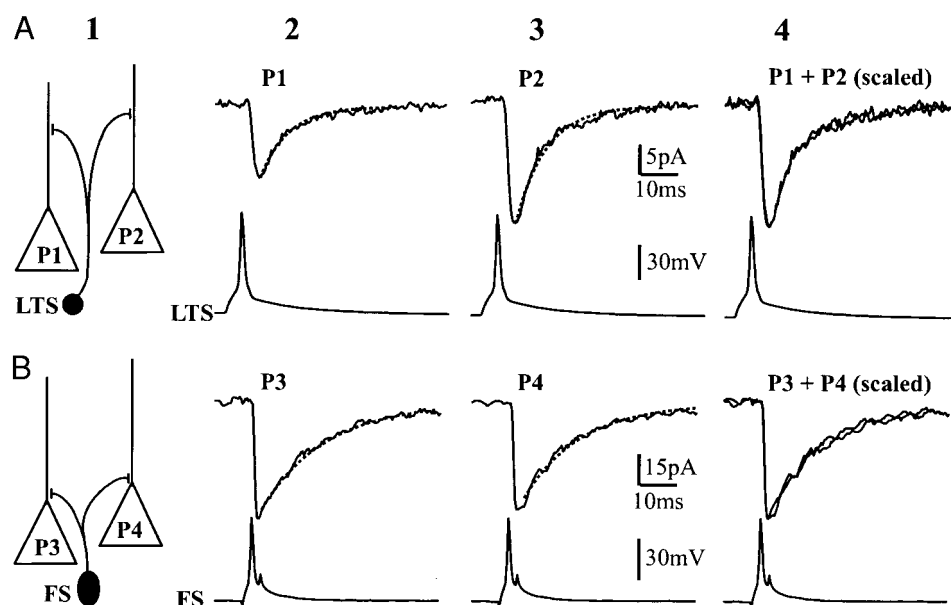 A 1 2 3 4
P1 P2 P1 + P2 (scaled)
5pA
10ms
P1 P2
30mV
LTS LTS
B
P3 P4 P3 + P4 (scaled)
15pA
10ms
P3 P4
30mV
FS FS